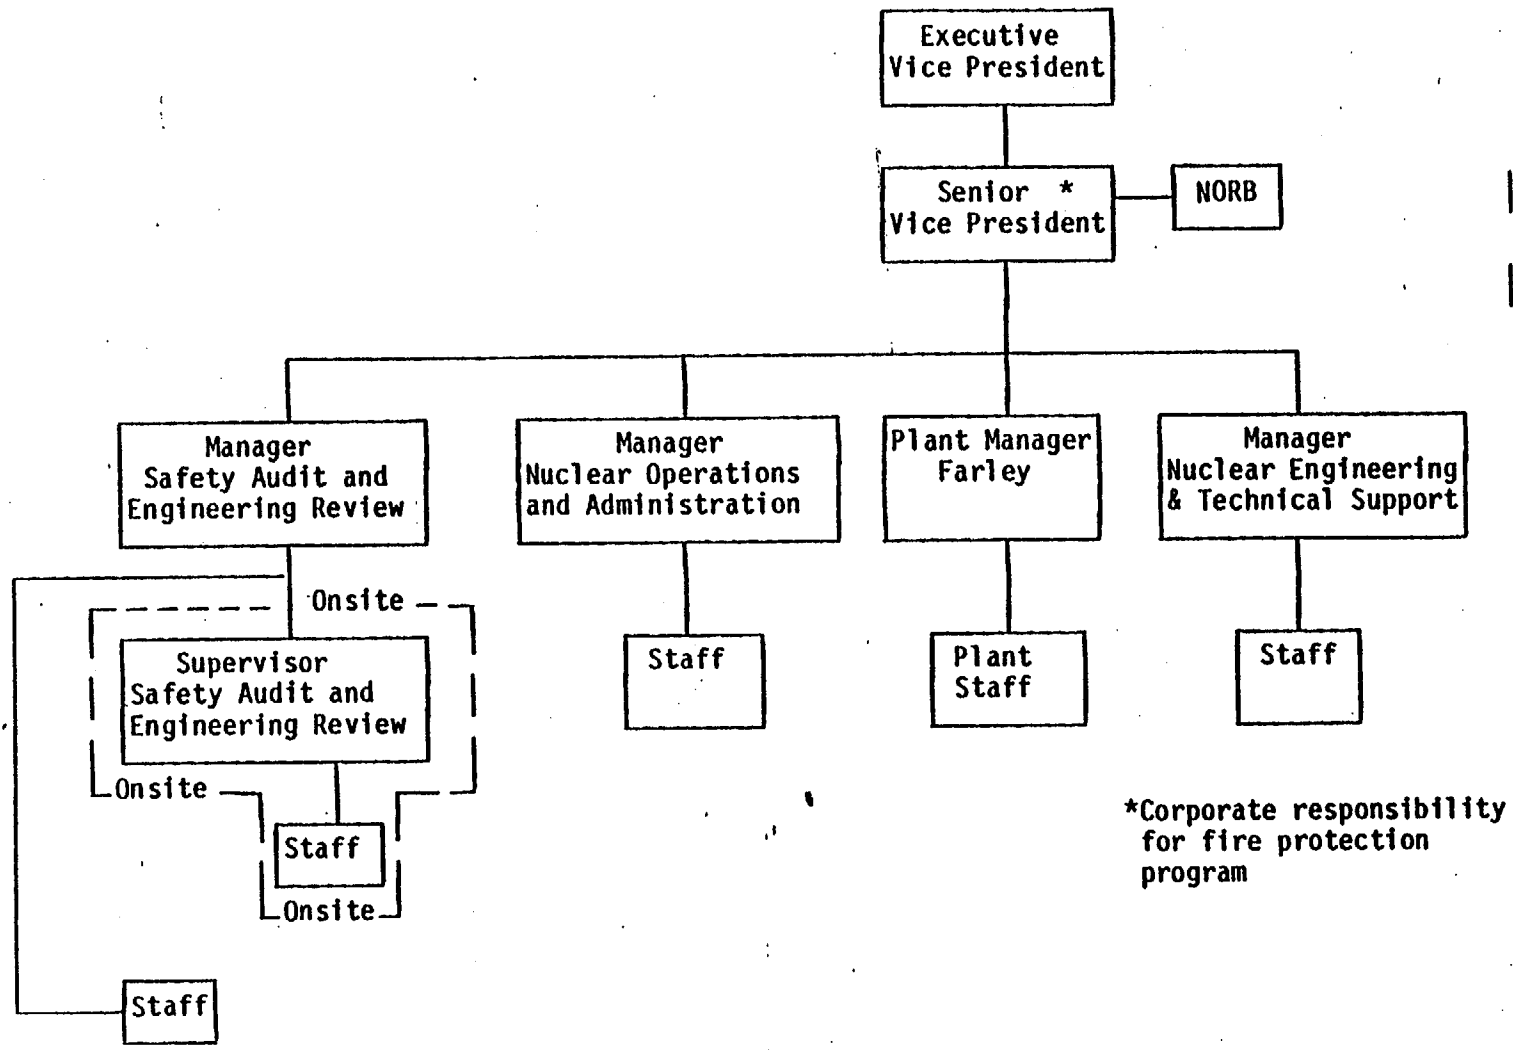 Executive
Vice President
Senior *
Vice President
NORB
Manager
Safety Audit and
Engineering Review
Manager
Nuclear Operations
and Administration
Plant Manager
Farley
Manager
Nuclear Engineering
& Technical Support
Onsite
Supervisor
Safety Audit and
Engineering Review
Onsite
Staff
Onsite
Staff
Staff
Plant
Staff
Staff
*Corporate responsibility
for fire protection
program